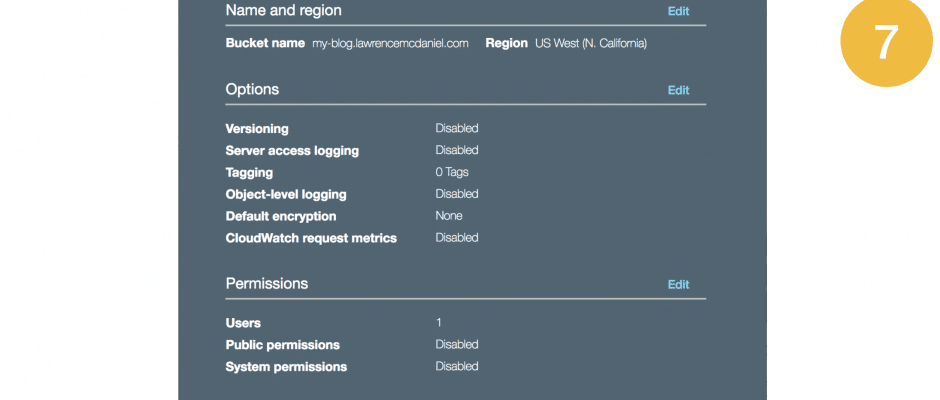 Name and region Edit
Bucket name my-blog.lawrencemcdaniel.com Region US West (N. California)
7
Options Edit
Versioning Disabled
Server access logging Disabled
Tagging 0 Tags
Object-level logging Disabled
Default encryption None
CloudWatch request metrics Disabled
Permissions Edit
Users 1
Public permissions Disabled
System permissions Disabled